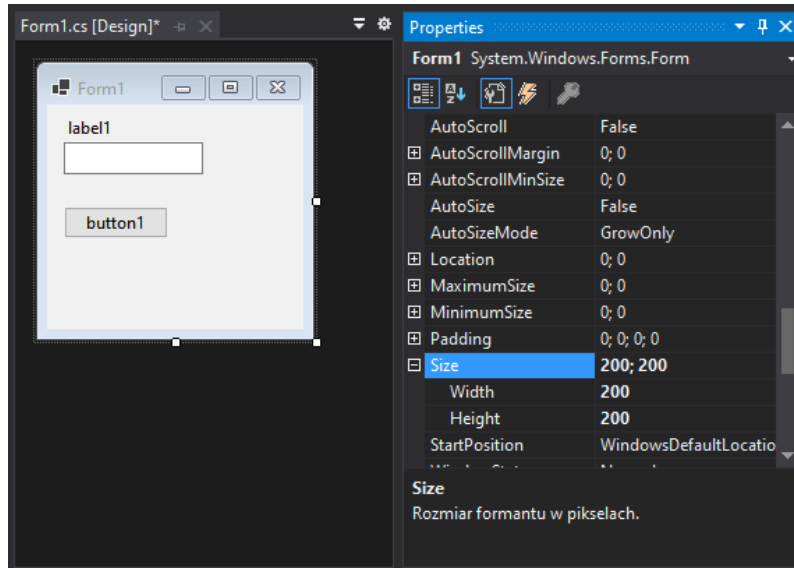 Form1.cs [Design]*
Form1
label1
button1
Properties
Form1 System.Windows.Forms.Form
AutoScroll False
AutoScrollMargin 0; 0
AutoScrollMinSize 0; 0
AutoSize False
AutoSizeMode GrowOnly
Location 0; 0
MaximumSize 0; 0
MinimumSize 0; 0
Padding 0; 0; 0; 0
Size 200; 200
Width 200
Height 200
StartPosition WindowsDefaultLocatio
Size
Rozmiar formantu w pikselach.